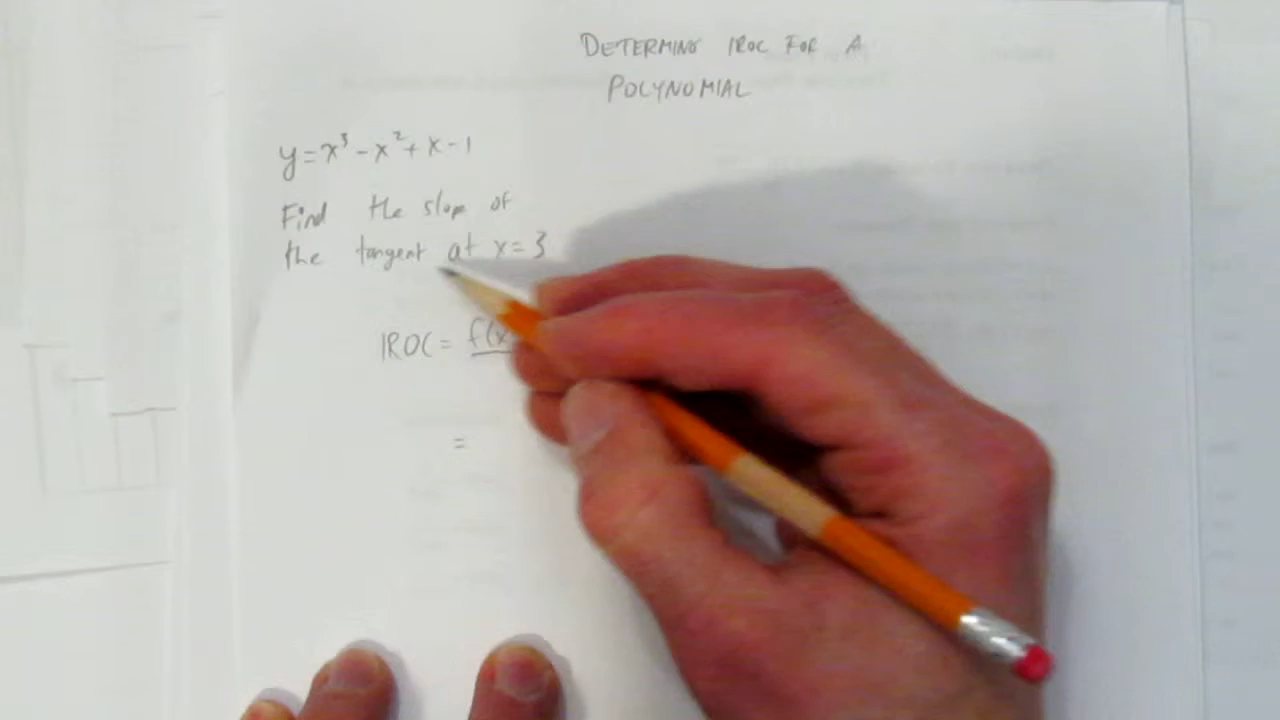 DETERMING IROC FOR A
POLYNOMIAL
y=x³-x²+x-1
Find the slope of
the tangent at x=3
IROC = f(x
=